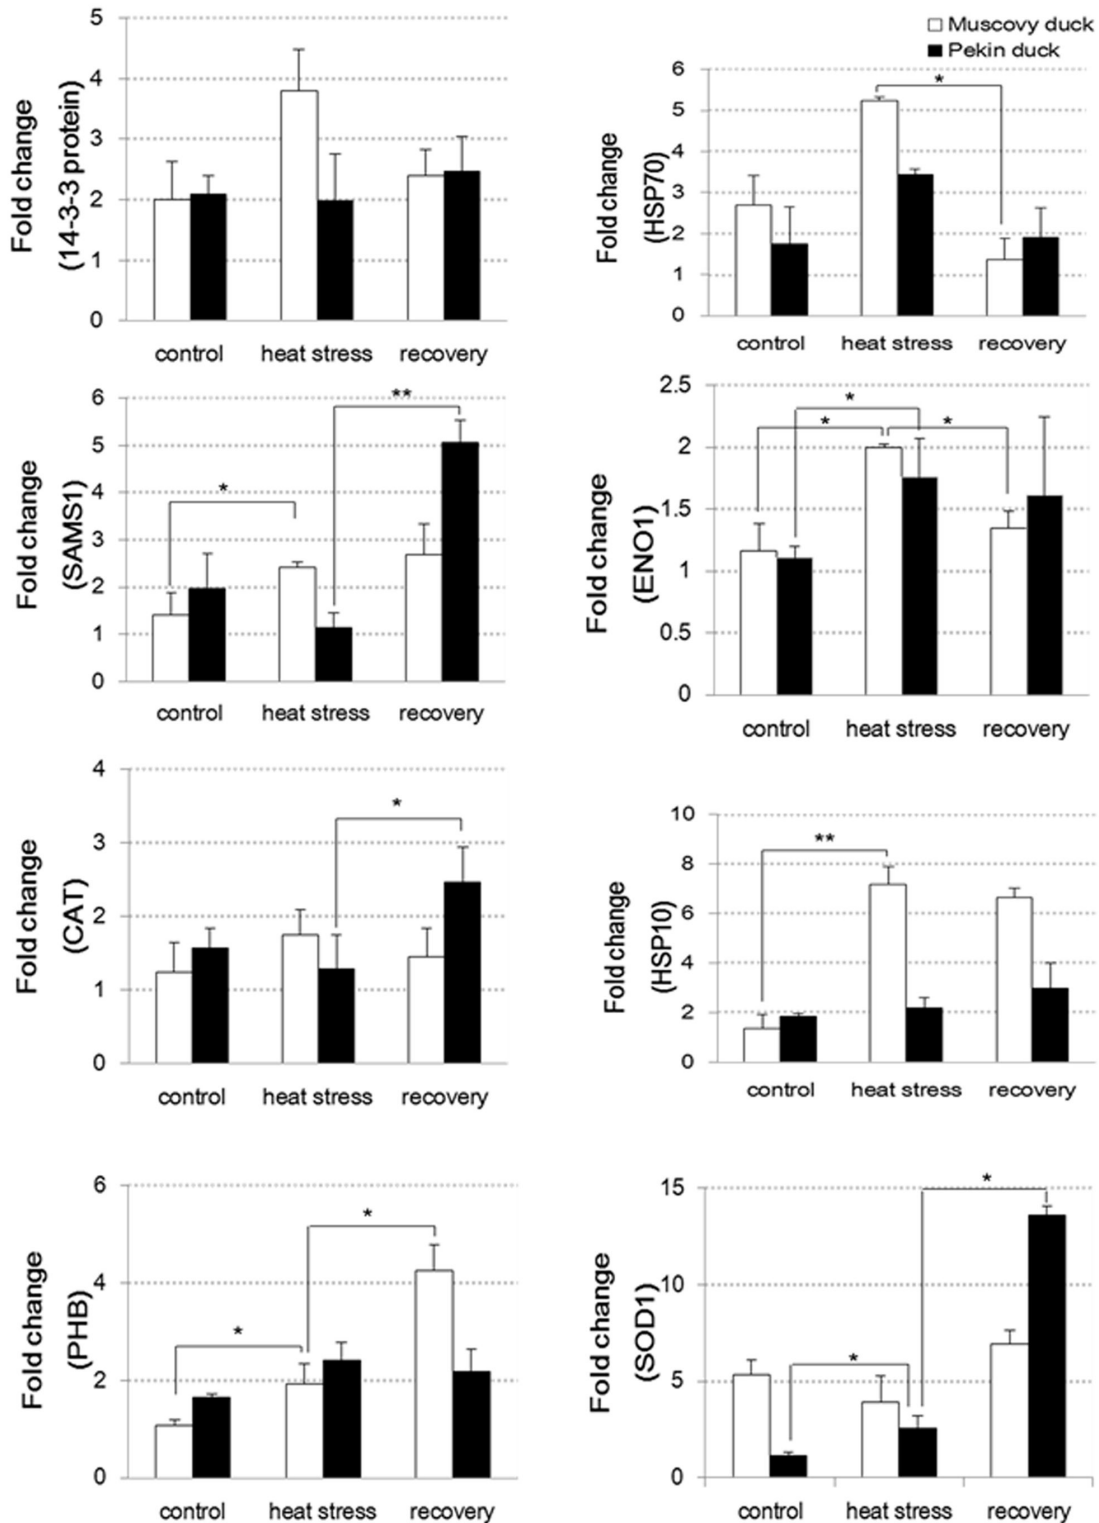 Muscovy duck
Pekin duck
Fold change
(14-3-3 protein)
5
4
3
2
1
0
control heat stress recovery
Fold change
(HSP70)
6
5
4
3
2
1
0
*
control heat stress recovery
Fold change
(SAMS1)
6
5
4
3
2
1
0
*
**
control heat stress recovery
Fold change
(ENO1)
2.5
2
1.5
1
0.5
0
*
*
*
control heat stress recovery
Fold change
(CAT)
4
3
2
1
0
*
control heat stress recovery
Fold change
(HSP10)
10
8
6
4
2
0
**
control heat stress recovery
Fold change
(PHB)
6
4
2
0
*
*
control heat stress recovery
Fold change
(SOD1)
15
10
5
0
*
*
control heat stress recovery